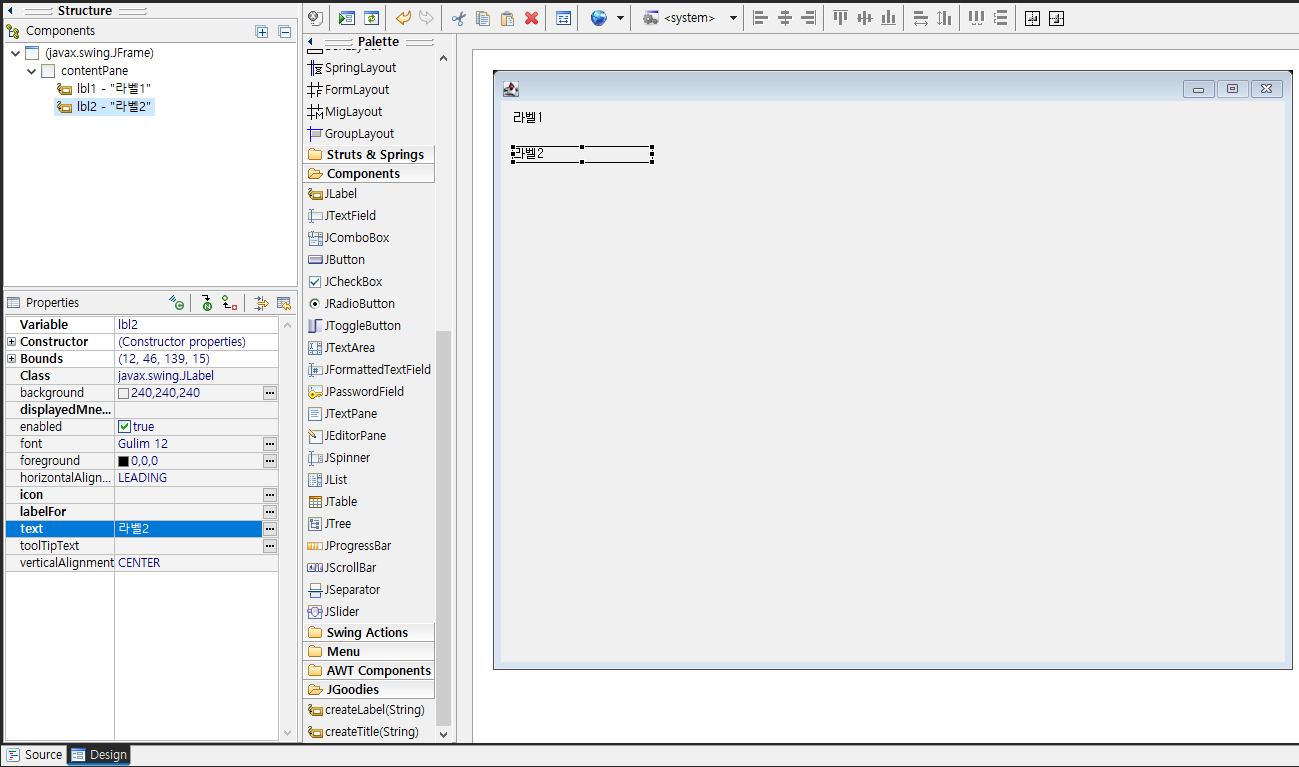 Structure
Components
(javax.swing.JFrame)
contentPane
lbl1 - "라벨1"
lbl2 - "라벨2"
Properties
Variable lbl2
Constructor (Constructor properties)
Bounds (12, 46, 139, 15)
Class javax.swing.JLabel
background 240,240,240
displayedMne...
enabled true
font Gulim 12
foreground 0,0,0
horizontalAlign... LEADING
icon
labelFor
text 라벨2
toolTipText
verticalAlignment CENTER
<system>
Palette
SpringLayout
FormLayout
MigLayout
GroupLayout
Struts & Springs
Components
JLabel
JTextField
JComboBox
JButton
JCheckBox
JRadioButton
JToggleButton
JTextArea
JFormattedTextField
JPasswordField
JTextPane
JEditorPane
JSpinner
JList
JTable
JTree
JProgressBar
JScrollBar
JSeparator
JSlider
Swing Actions
Menu
AWT Components
JGoodies
createLabel(String)
createTitle(String)
라벨1
라벨2
Source Design